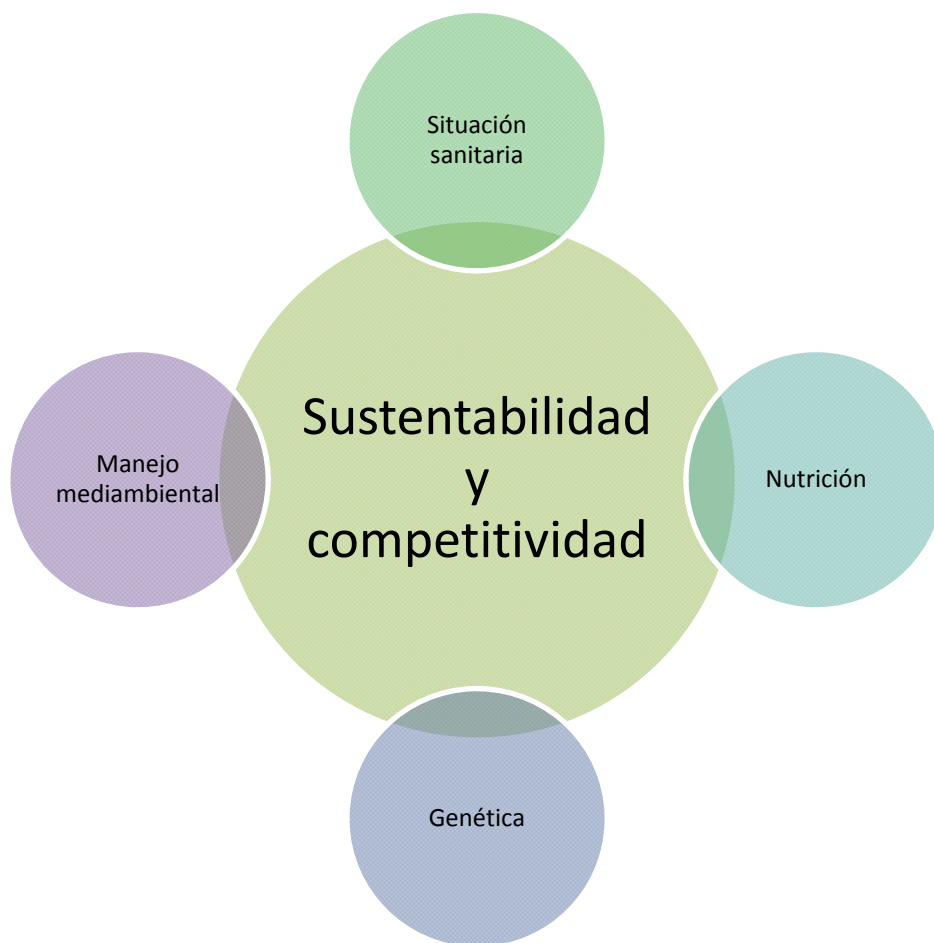 Situación
sanitaria
Sustentabilidad
y
competitividad
Manejo
mediambiental
Nutrición
Genética